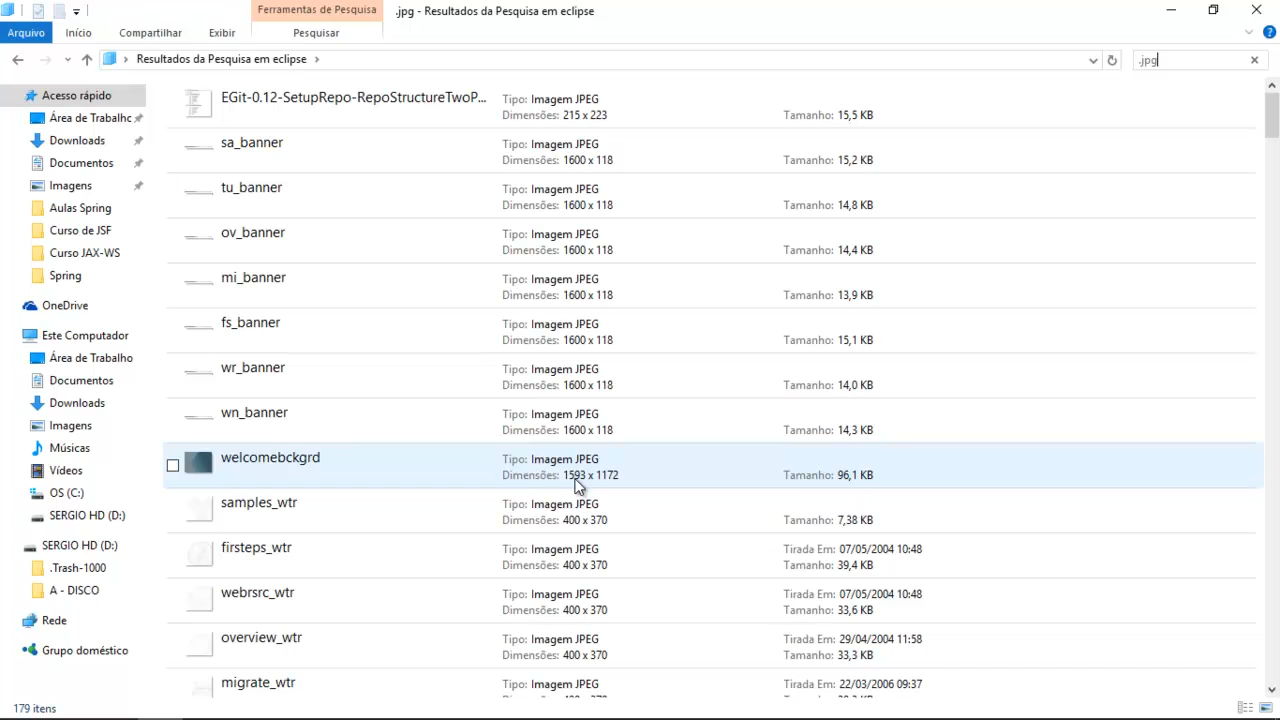 Ferramentas de Pesquisa
.jpg - Resultados da Pesquisa em eclipse
Arquivo
Início
Compartilhar
Exibir
Pesquisar
Resultados da Pesquisa em eclipse
.jpg
Acesso rápido
Área de Trabalho
Downloads
Documentos
Imagens
Aulas Spring
Curso de JSF
Curso JAX-WS
Spring
OneDrive
Este Computador
Área de Trabalho
Documentos
Downloads
Imagens
Músicas
Vídeos
OS (C:)
SERGIO HD (D:)
SERGIO HD (D:)
.Trash-1000
A - DISCO
Rede
Grupo doméstico
EGit-0.12-SetupRepo-RepoStructureTwoP...
Tipo: Imagem JPEG
Dimensões: 215 x 223
Tamanho: 15,5 KB
sa_banner
Tipo: Imagem JPEG
Dimensões: 1600 x 118
Tamanho: 15,2 KB
tu_banner
Tipo: Imagem JPEG
Dimensões: 1600 x 118
Tamanho: 14,8 KB
ov_banner
Tipo: Imagem JPEG
Dimensões: 1600 x 118
Tamanho: 14,4 KB
mi_banner
Tipo: Imagem JPEG
Dimensões: 1600 x 118
Tamanho: 13,9 KB
fs_banner
Tipo: Imagem JPEG
Dimensões: 1600 x 118
Tamanho: 15,1 KB
wr_banner
Tipo: Imagem JPEG
Dimensões: 1600 x 118
Tamanho: 14,0 KB
wn_banner
Tipo: Imagem JPEG
Dimensões: 1600 x 118
Tamanho: 14,3 KB
welcomebckgrd
Tipo: Imagem JPEG
Dimensões: 1593 x 1172
Tamanho: 96,1 KB
samples_wtr
Tipo: Imagem JPEG
Dimensões: 400 x 370
Tamanho: 7,38 KB
firsteps_wtr
Tipo: Imagem JPEG
Dimensões: 400 x 370
Tirada Em: 07/05/2004 10:48
Tamanho: 39,4 KB
webrsrc_wtr
Tipo: Imagem JPEG
Dimensões: 400 x 370
Tirada Em: 07/05/2004 10:48
Tamanho: 33,6 KB
overview_wtr
Tipo: Imagem JPEG
Dimensões: 400 x 370
Tirada Em: 29/04/2004 11:58
Tamanho: 33,3 KB
migrate_wtr
Tipo: Imagem JPEG
Tirada Em: 22/03/2006 09:37
179 itens